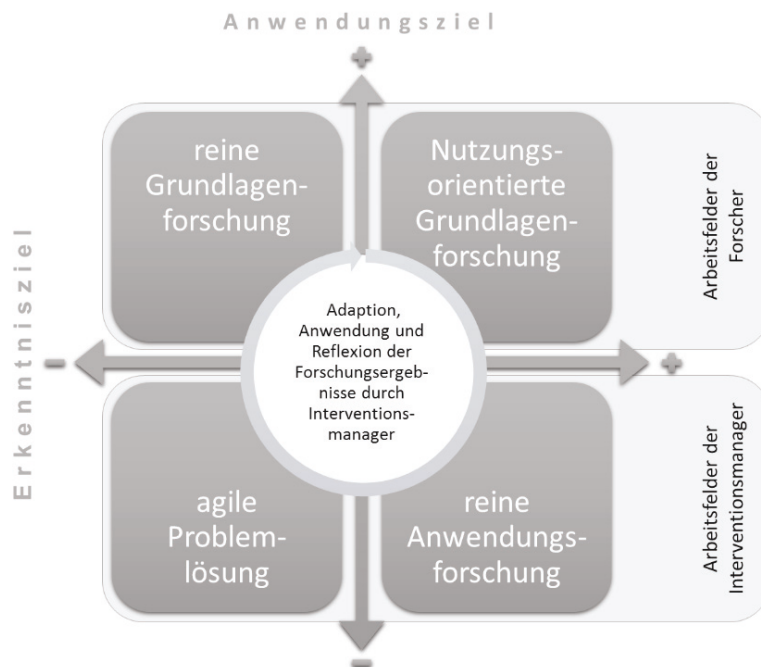 Anwendungsziel
+
reine
Grundlagen-
forschung
Nutzungs-
orientierte
Grundlagen-
forschung
Arbeitsfelder der
Forscher
Erkenntnisziel
-
Adaption,
Anwendung und
Reflexion der
Forschungsergeb-
nisse durch
Interventions-
manager
+
agile
Problem-
lösung
reine
Anwendungs-
forschung
Arbeitsfelder der
Interventionsmanager
-